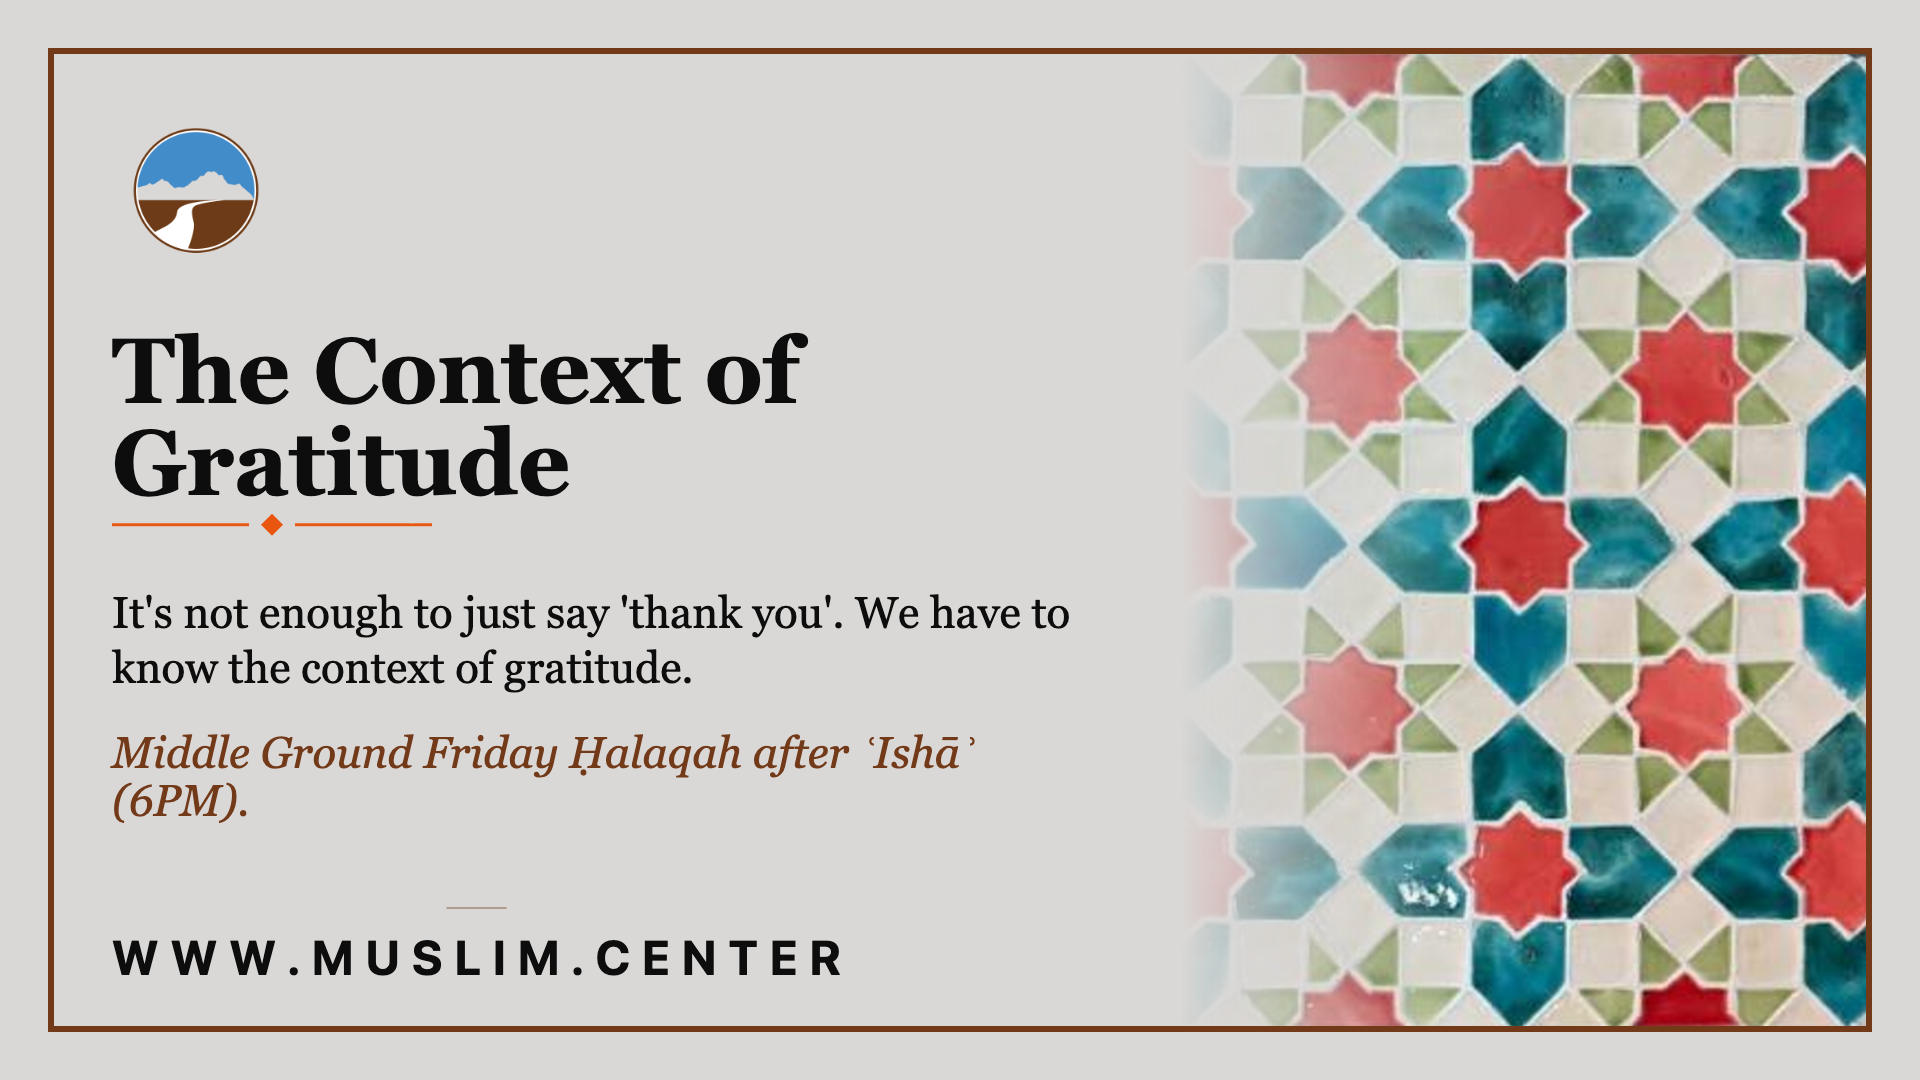 The Context of
Gratitude
It's not enough to just say 'thank you'. We have to
know the context of gratitude.
Middle Ground Friday Ḥalaqah after ʿIshāʾ
(6PM).
WWW.MUSLIM.CENTER